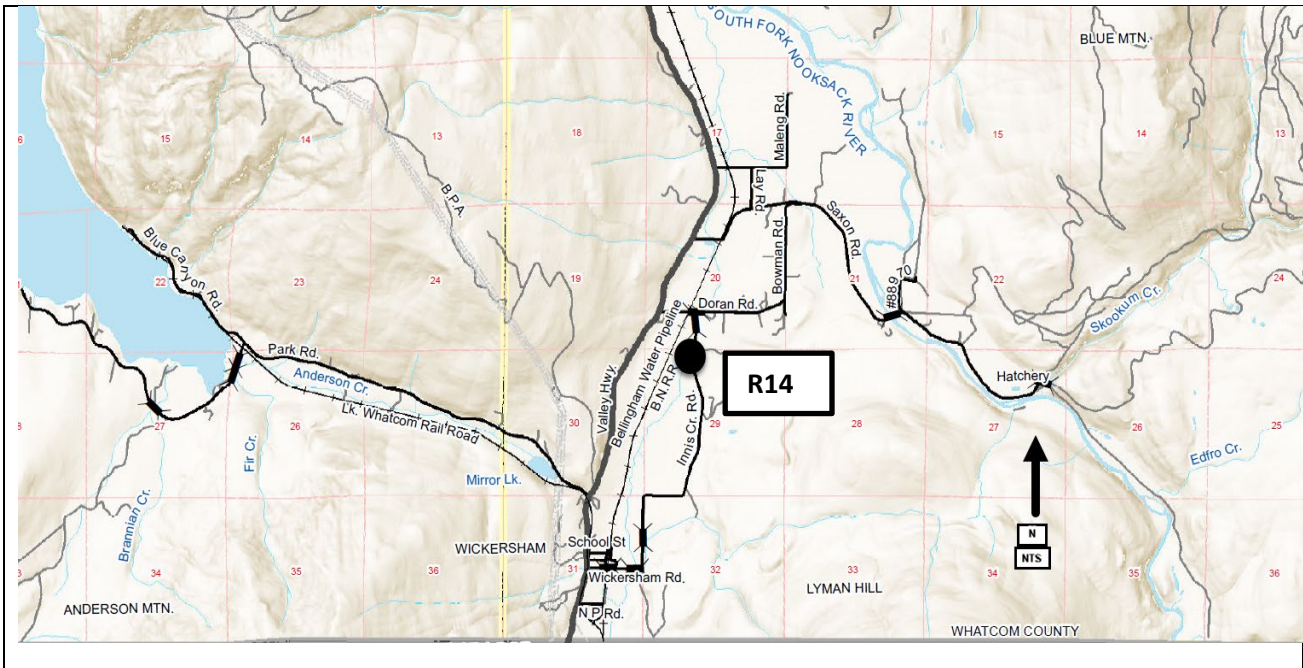 SOUTH FORK NOOKSACK RIVER
BLUE MTN.
Maleng Rd.
16
15
14
13
18
17
15
14
13
Lay Rd.
B.P.A.
Saxon Rd.
Blue Canyon Rd.
Bowman Rd.
22
23
24
19
20
21
22
23
24
#889
70
Skookum Cr.
Doran Rd.
Bellingham Water Pipeline
B.N.R.R.
Valley Hwy.
Park Rd.
Anderson Cr.
Lk. Whatcom Rail Road
R14
Hatchery
Innis Cr. Rd.
27
26
25
30
29
28
27
26
25
Fir Cr.
Edfro Cr.
Mirror Lk.
Brannian Cr.
WICKERSHAM
School St
Wickersham Rd.
N
NTS
34
35
36
31
32
33
34
35
36
LYMAN HILL
ANDERSON MTN.
N P Rd.
WHATCOM COUNTY